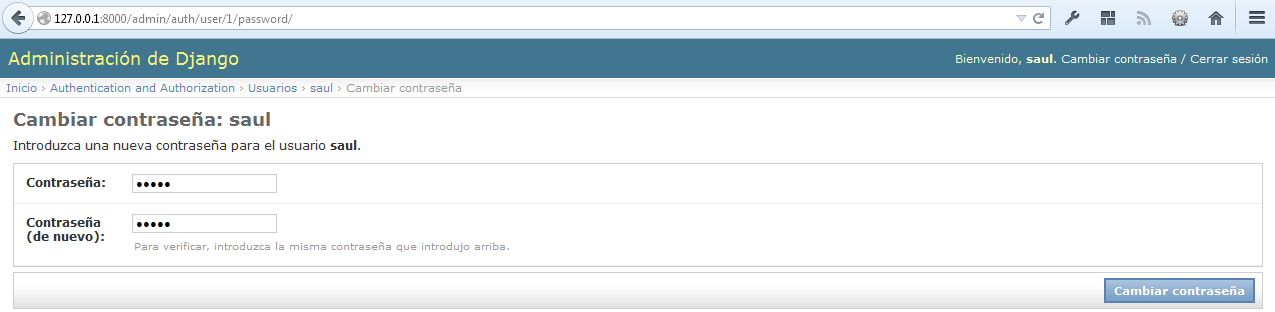 127.0.0.1:8000/admin/auth/user/1/password/
Administración de Django
Bienvenido, saul. Cambiar contraseña / Cerrar sesión
Inicio › Authentication and Authorization › Usuarios › saul › Cambiar contraseña
Cambiar contraseña: saul
Introduzca una nueva contraseña para el usuario saul.
Contraseña: •••••
Contraseña
(de nuevo): •••••
Para verificar, introduzca la misma contraseña que introdujo arriba.
Cambiar contraseña